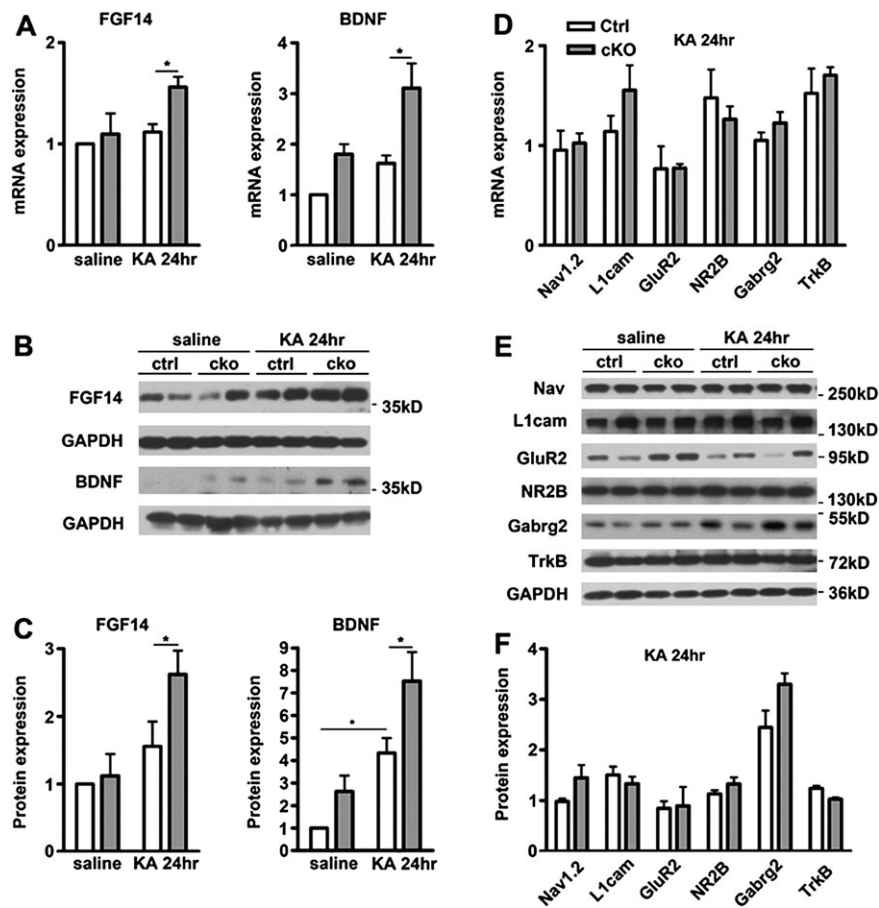 A
FGF14
mRNA expression
2
1
0
*
saline KA 24hr
BDNF
mRNA expression
4
3
2
1
0
*
saline KA 24hr
B
saline KA 24hr
ctrl cko ctrl cko
FGF14 - 35kD
GAPDH
BDNF - 35kD
GAPDH
C
FGF14
Protein expression
3
2
1
0
*
saline KA 24hr
BDNF
Protein expression
9
8
7
6
5
4
3
2
1
0
*
*
saline KA 24hr
D
Ctrl
cKO
KA 24hr
mRNA expression
2
1
0
Nav1.2 L1cam GluR2 NR2B Gabrg2 TrkB
E
saline KA 24hr
ctrl cko ctrl cko
Nav - 250kD
L1cam - 130kD
GluR2 - 95kD
NR2B - 130kD
Gabrg2 - 55kD
TrkB - 72kD
GAPDH - 36kD
F
KA 24hr
Protein expression
4
3
2
1
0
Nav1.2 L1cam GluR2 NR2B Gabrg2 TrkB